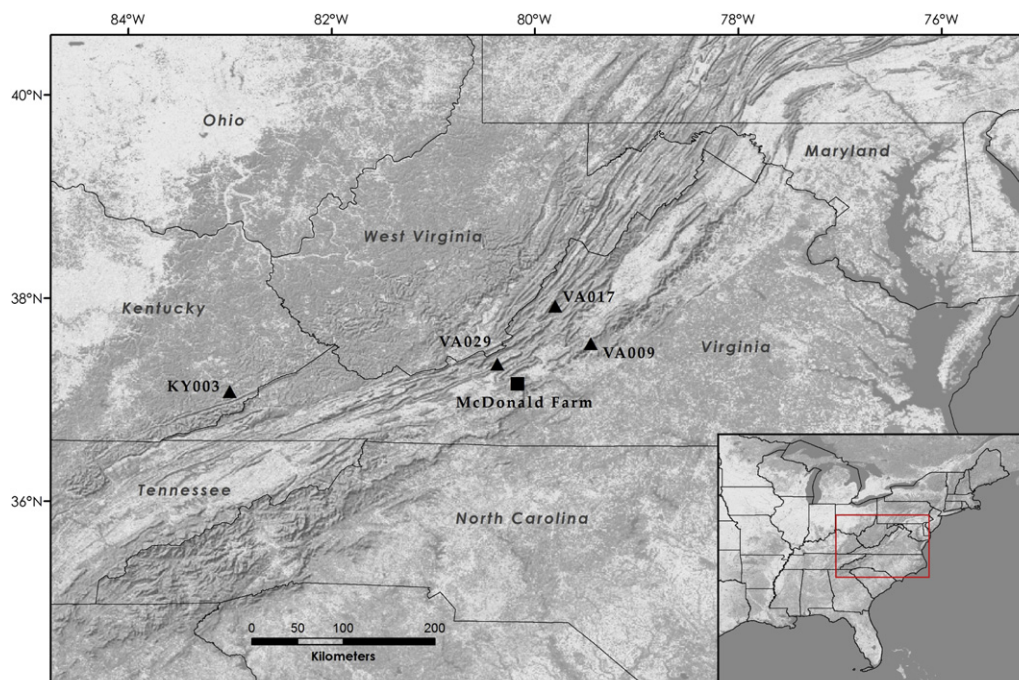 84°W 82°W 80°W 78°W 76°W
40°N
Ohio
Maryland
West Virginia
38°N
Kentucky
VA017
VA029
VA009
Virginia
KY003
McDonald Farm
36°N
Tennessee
North Carolina
0 50 100 200
Kilometers